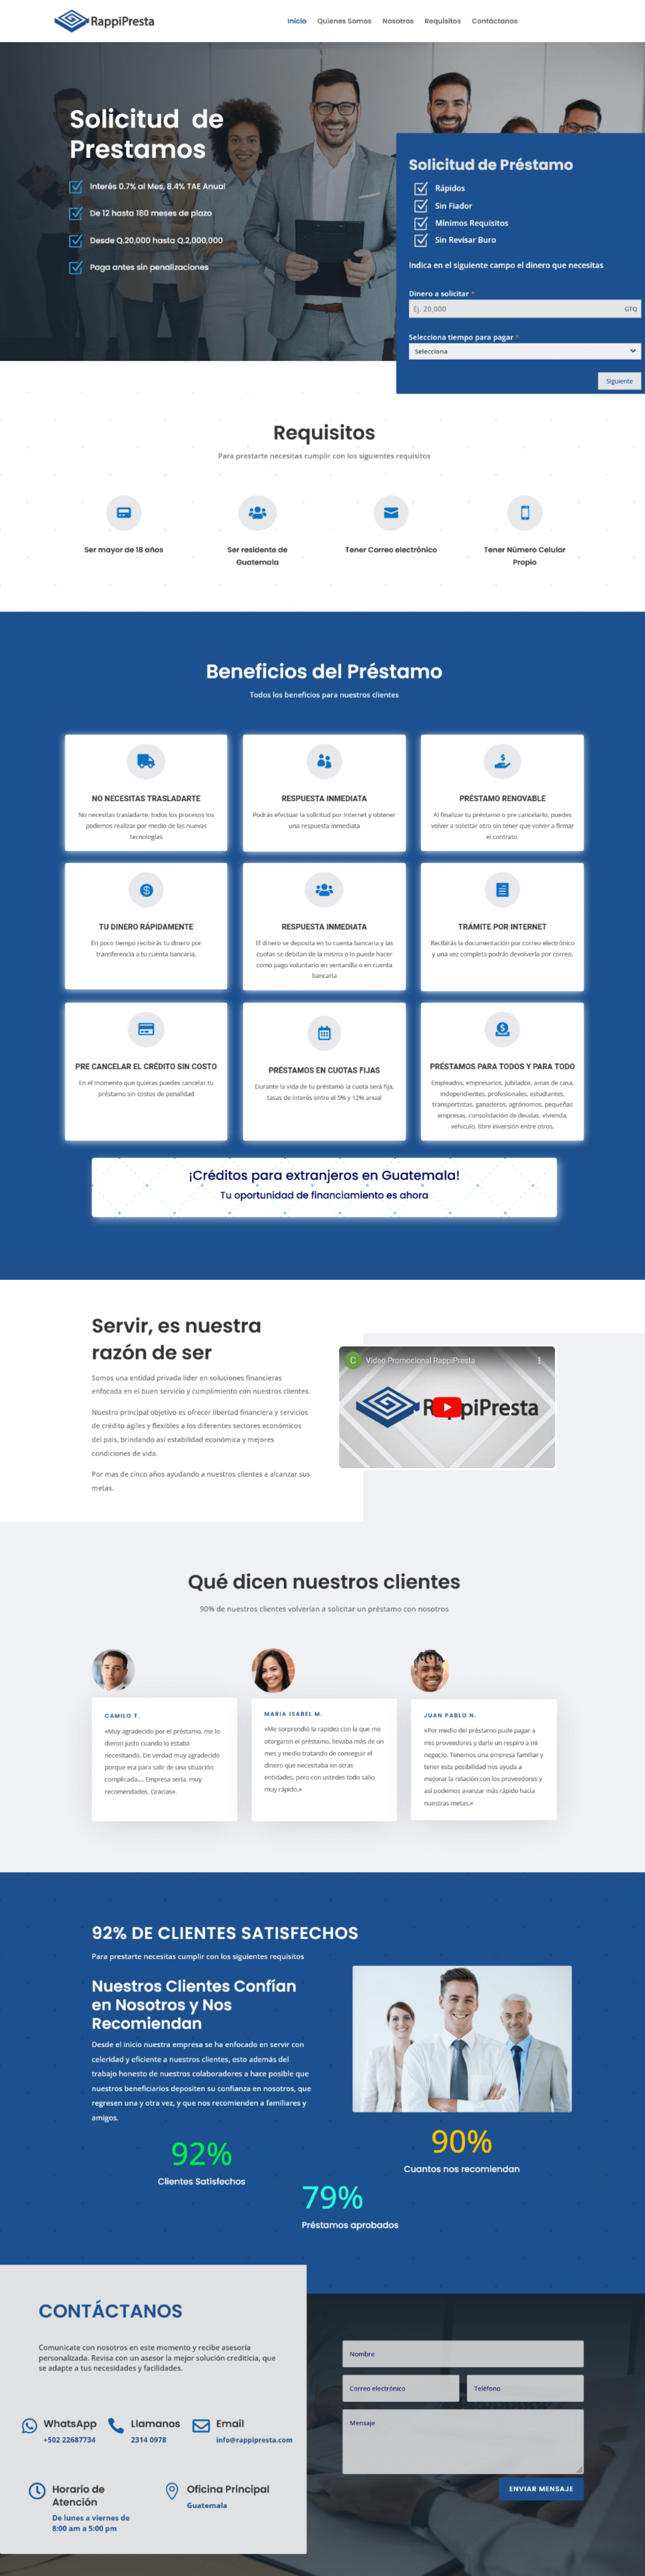 RappiPresta
Inicio Quienes Somos Nosotros Requisitos Contáctanos
Solicitud de
Prestamos
Interés 0.7% al Mes, 8.4% TAE Anual
De 12 hasta 180 meses de plazo
Desde Q.20,000 hasta Q.2,000,000
Paga antes sin penalizaciones
Solicitud de Préstamo
Rápidos
Sin Fiador
Mínimos Requisitos
Sin Revisar Buro
Indica en el siguiente campo el dinero que necesitas
Dinero a solicitar *
Ej. 20,000 GTQ
Selecciona tiempo para pagar *
Selecciona
Siguiente
Requisitos
Para prestarte necesitas cumplir con los siguientes requisitos
Ser mayor de 18 años
Ser residente de
Guatemala
Tener Correo electrónico
Tener Número Celular
Propio
Beneficios del Préstamo
Todos los beneficios para nuestros clientes
NO NECESITAS TRASLADARTE
No necesitas trasladarte, todos los procesos los
podemos realizar por medio de las nuevas
tecnologías
RESPUESTA INMEDIATA
Podrás efectuar la solicitud por Internet y obtener
una respuesta inmediata
PRÉSTAMO RENOVABLE
Al finalizar tu préstamo o pre cancelarlo, puedes
volver a solicitar otro sin tener que volver a firmar
el contrato.
TU DINERO RÁPIDAMENTE
En poco tiempo recibirás tu dinero por
transferencia a tu cuenta bancaria.
RESPUESTA INMEDIATA
El dinero se deposita en tu cuenta bancaria y las
cuotas se debitan de la misma o lo puede hacer
como pago voluntario en ventanilla o en cuenta
bancaria
TRÁMITE POR INTERNET
Recibirás la documentación por correo electrónico
y una vez completa podrás devolverla por correo.
PRE CANCELAR EL CRÉDITO SIN COSTO
En el momento que quieras puedes cancelar tu
préstamo sin costos de penalidad
PRÉSTAMOS EN CUOTAS FIJAS
Durante la vida de tu préstamo la cuota será fija,
tasas de interés entre el 5% y 12% anual
PRÉSTAMOS PARA TODOS Y PARA TODO
Empleados, empresarios, jubilados, amas de casa,
independientes, profesionales, estudiantes,
transportistas, ganaderos, agrónomos, pequeñas
empresas, consolidación de deudas, vivienda,
vehículo, libre inversión entre otros.
¡Créditos para extranjeros en Guatemala!
Tu oportunidad de financiamiento es ahora
Servir, es nuestra
razón de ser
Somos una entidad privada líder en soluciones financieras
enfocada en el buen servicio y cumplimiento con nuestros clientes.
Nuestro principal objetivo es ofrecer libertad financiera y servicios
de crédito ágiles y flexibles a los diferentes sectores económicos
del país, brindando así estabilidad económica y mejores
condiciones de vida.
Por mas de cinco años ayudando a nuestros clientes a alcanzar sus
metas.
C Video Promocional RappiPresta
RappiPresta
Qué dicen nuestros clientes
90% de nuestros clientes volverían a solicitar un préstamo con nosotros
CAMILO T.
«Muy agradecido por el préstamo, me lo
dieron justo cuando lo estaba
necesitando. De verdad muy agradecido
porque era para salir de una situación
complicada.... Empresa seria, muy
recomendados. Gracias».
MARIA ISABEL M.
«Me sorprendió la rapidez con la que me
otorgaron el préstamo, llevaba más de un
mes y medio tratando de conseguir el
dinero que necesitaba en otras
entidades, pero con ustedes todo salió
muy rápido.»
JUAN PABLO N.
«Por medio del préstamo pude pagar a
mis proveedores y darle un respiro a mi
negocio. Tenemos una empresa familiar y
tener esta posibilidad nos ayuda a
mejorar la relación con los proveedores y
así podemos avanzar más rápido hacia
nuestras metas.»
92% DE CLIENTES SATISFECHOS
Para prestarte necesitas cumplir con los siguientes requisitos
Nuestros Clientes Confían
en Nosotros y Nos
Recomiendan
Desde el inicio nuestra empresa se ha enfocado en servir con
celeridad y eficiente a nuestros clientes, esto además del
trabajo honesto de nuestros colaboradores a hace posible que
nuestros beneficiarios depositen su confianza en nosotros, que
regresen una y otra vez, y que nos recomienden a familiares y
amigos.
92%
Clientes Satisfechos
90%
Cuantos nos recomiendan
79%
Préstamos aprobados
CONTÁCTANOS
Comunicate con nosotros en este momento y recibe asesoría
personalizada. Revisa con un asesor la mejor solución crediticia, que
se adapte a tus necesidades y facilidades.
WhatsApp
+502 22687734
Llamanos
2314 0978
Email
info@rappipresta.com
Horario de
Atención
De lunes a viernes de
8:00 am a 5:00 pm
Oficina Principal
Guatemala
Nombre
Correo electrónico
Teléfono
Mensaje
ENVIAR MENSAJE